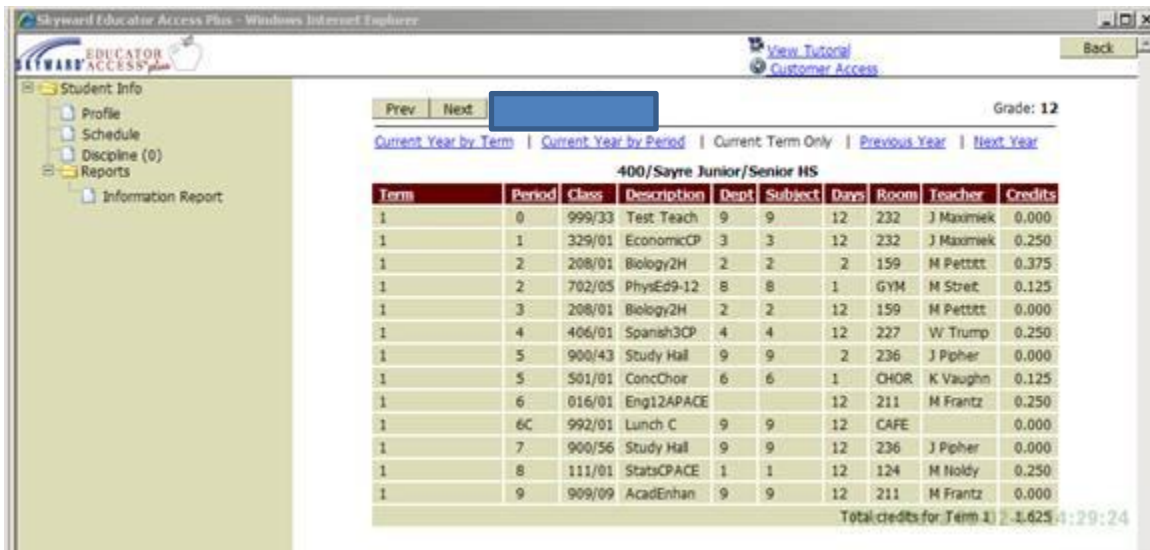 Skyward Educator Access Plus - Windows Internet Explorer
SKYWARD EDUCATOR ACCESS plus
View Tutorial
Customer Access
Back
Student Info
Profile
Schedule
Discipline (0)
Reports
Information Report
Prev Next Grade: 12
Current Year by Term | Current Year by Period | Current Term Only | Previous Year | Next Year
400/Sayre Junior/Senior HS
Term Period Class Description Dept Subject Days Room Teacher Credits
1 0 999/33 Test Teach 9 9 12 232 J Maximiek 0.000
1 1 329/01 EconomicCP 3 3 12 232 J Maximiek 0.250
1 2 208/01 Biology2H 2 2 2 159 M Pettitt 0.375
1 2 702/05 PhysEd9-12 8 8 1 GYM M Streit 0.125
1 3 208/01 Biology2H 2 2 12 159 M Pettitt 0.000
1 4 406/01 Spanish3CP 4 4 12 227 W Trump 0.250
1 5 900/43 Study Hall 9 9 2 236 J Pipher 0.000
1 5 501/01 ConcChoir 6 6 1 CHOR K Vaughn 0.125
1 6 016/01 Eng12APACE 12 211 M Frantz 0.250
1 6C 992/01 Lunch C 9 9 12 CAFE 0.000
1 7 900/56 Study Hall 9 9 12 236 J Pipher 0.000
1 8 111/01 StatsCPACE 1 1 12 124 M Noldy 0.250
1 9 909/09 AcadEnhan 9 9 12 211 M Frantz 0.000
Total credits for Term 1 1.625